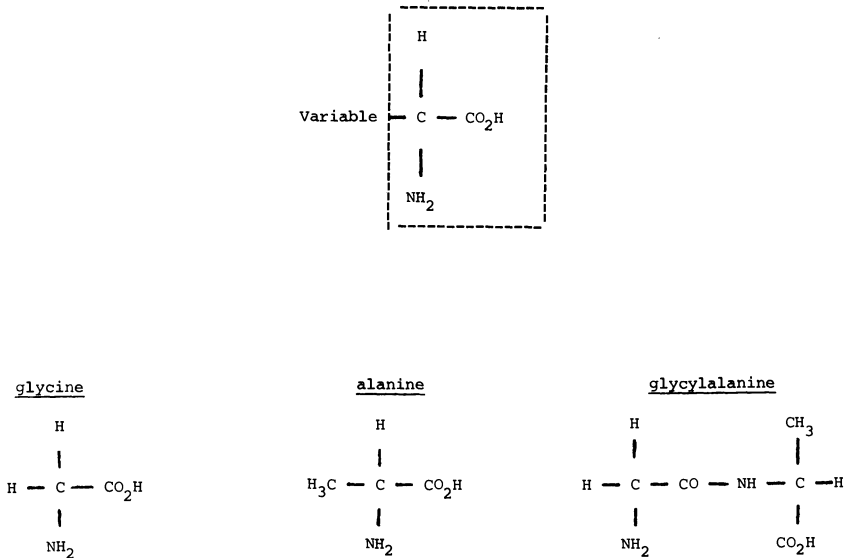 H
Variable — C — CO₂H
NH₂
glycine alanine glycylalanine
H H H CH₃
H — C — CO₂H H₃C — C — CO₂H H — C — CO — NH — C — H
NH₂ NH₂ NH₂ CO₂H